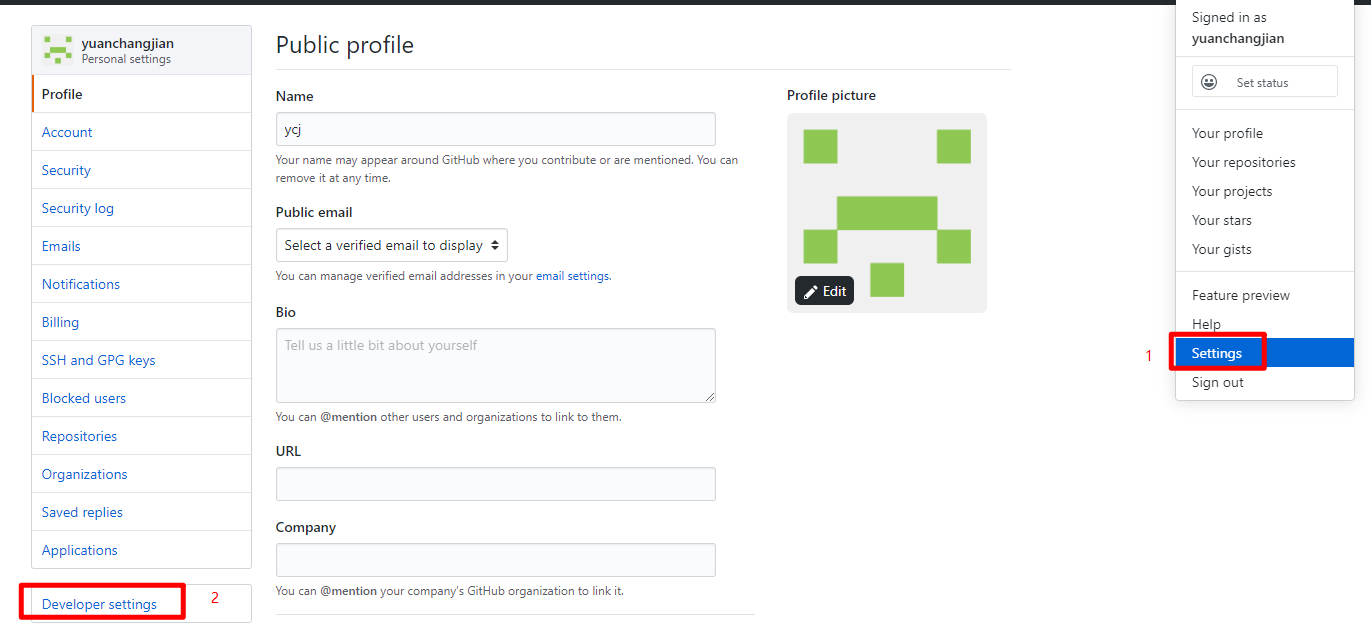 yuanchangjian
Personal settings
Profile
Account
Security
Security log
Emails
Notifications
Billing
SSH and GPG keys
Blocked users
Repositories
Organizations
Saved replies
Applications
Developer settings
2
Public profile
Name
ycj
Your name may appear around GitHub where you contribute or are mentioned. You can
remove it at any time.
Public email
Select a verified email to display
You can manage verified email addresses in your email settings.
Bio
Tell us a little bit about yourself
You can @mention other users and organizations to link to them.
URL
Company
You can @mention your company's GitHub organization to link it.
Profile picture
Edit
Signed in as
yuanchangjian
Set status
Your profile
Your repositories
Your projects
Your stars
Your gists
Feature preview
Help
1
Settings
Sign out